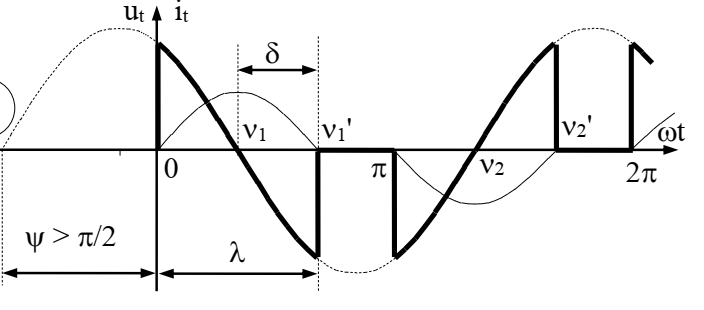 uₜ iₜ
δ
ν₁ ν₁' ν₂' ωt
0 π ν₂ 2π
ψ > π/2 λ